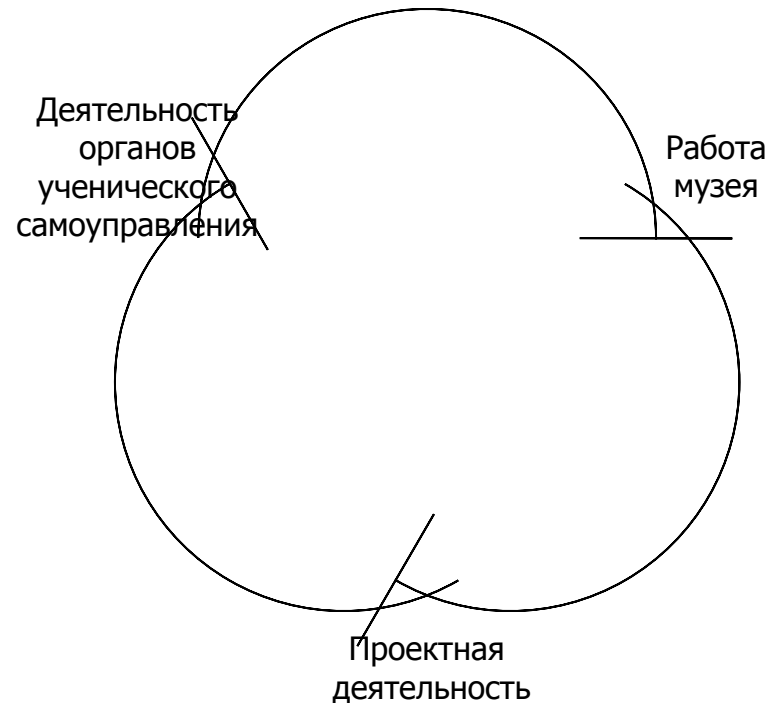 Деятельность
органов
ученического
самоуправления
Работа
музея
Проектная
деятельность